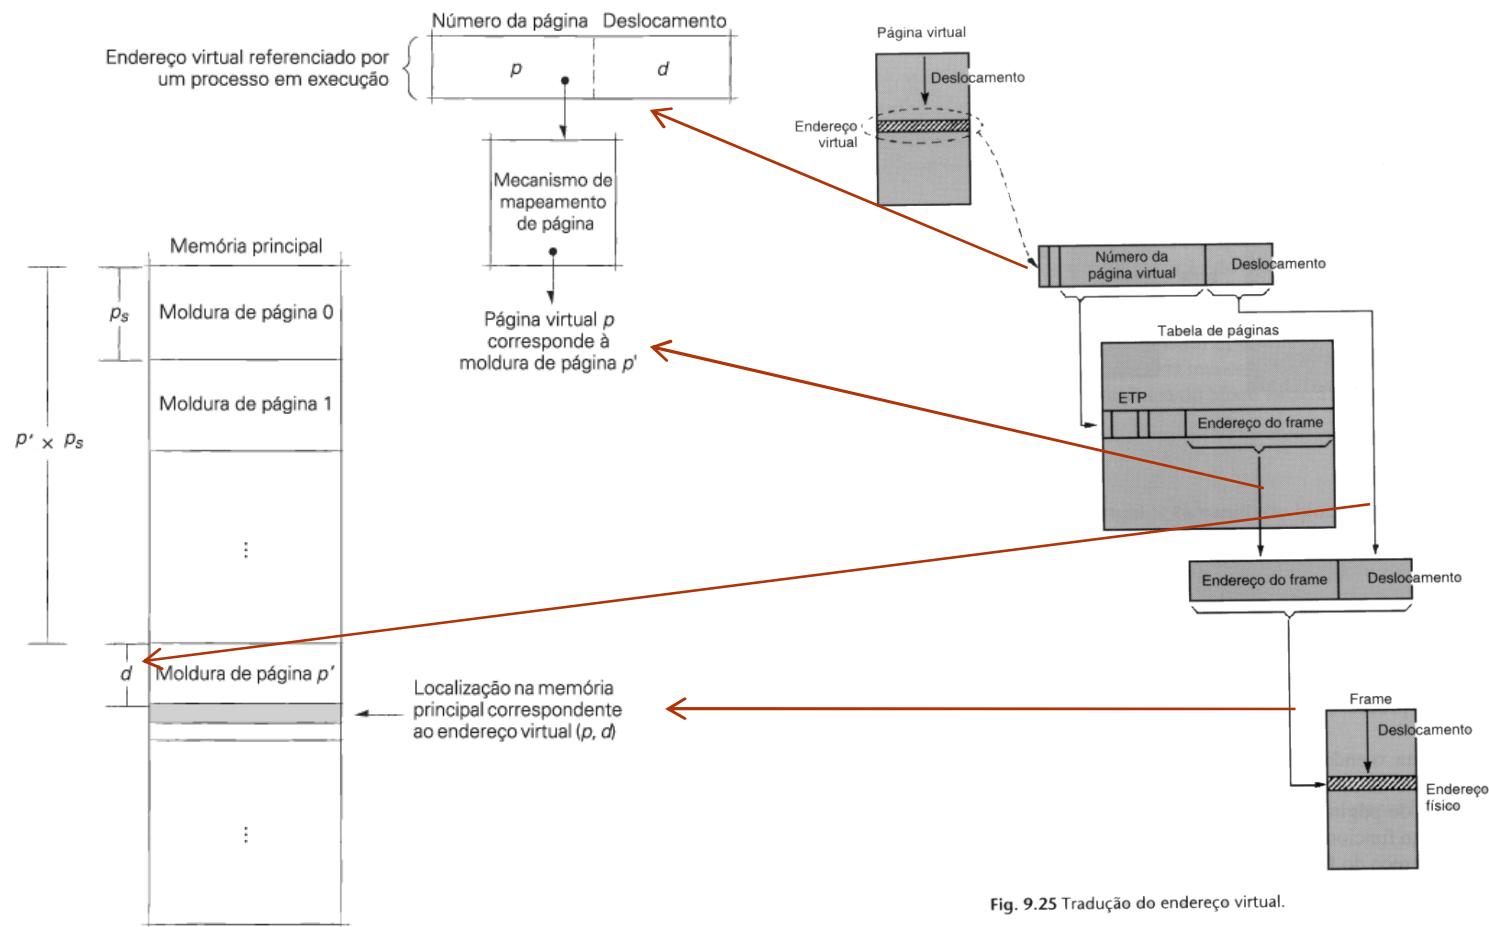 Número da página Deslocamento
Endereço virtual referenciado por
um processo em execução
p
d
Mecanismo de
mapeamento
de página
Página virtual p
corresponde à
moldura de página p'
Memória principal
Moldura de página 0
Moldura de página 1
ps
p' × ps
⋮
d
Moldura de página p'
Localização na memória
principal correspondente
ao endereço virtual (p, d)
⋮
Página virtual
Deslocamento
Endereço
virtual
Número da
página virtual
Deslocamento
Tabela de páginas
ETP
Endereço do frame
Endereço do frame
Deslocamento
Frame
Deslocamento
Endereço
físico
Fig. 9.25 Tradução do endereço virtual.